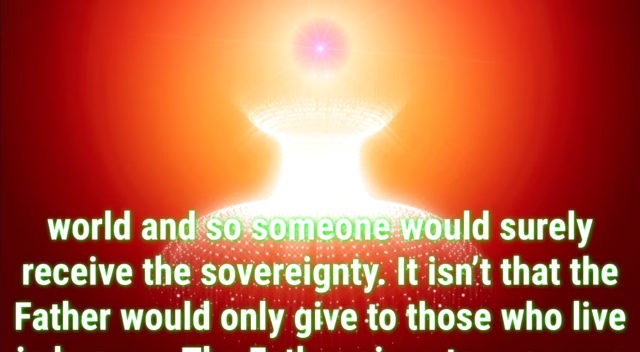 world and so someone would surely
receive the sovereignty. It isn’t that the
Father would only give to those who live